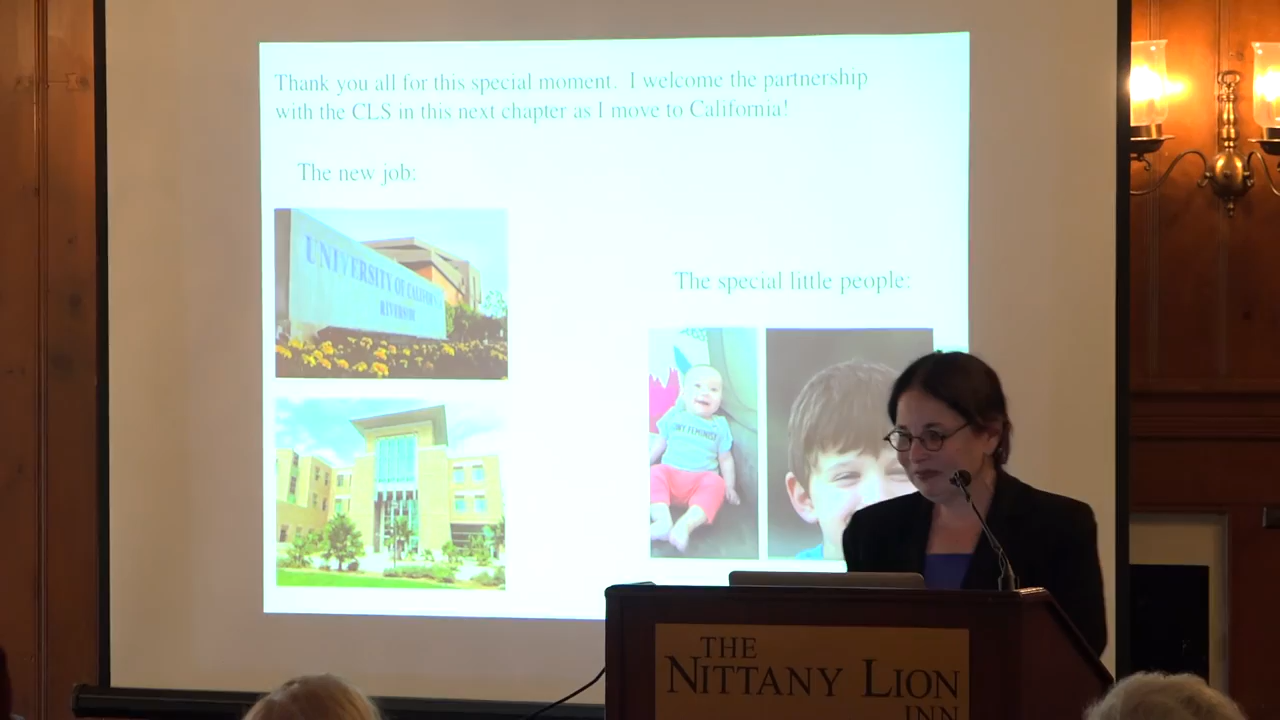 Thank you all for this special moment.  I welcome the partnership
with the CLS in this next chapter as I move to California!
The new job:
UNIVERSITY OF CALIFORNIA
RIVERSIDE
The special little people:
FEMINIST
THE
NITTANY LION
INN